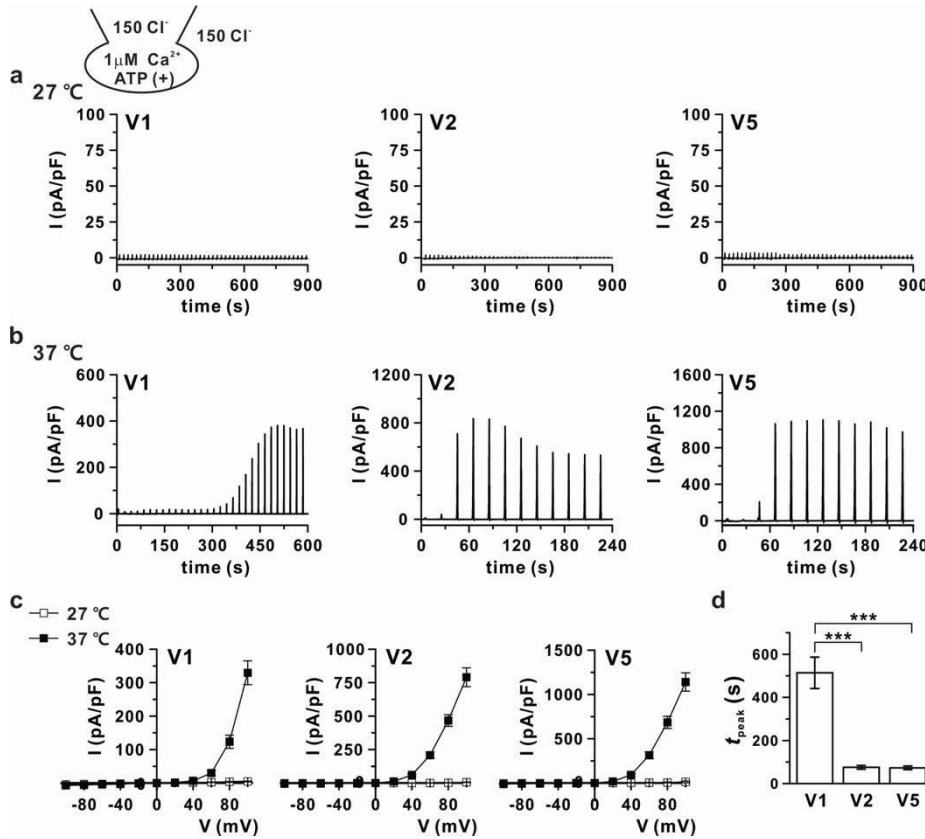 150 Cl⁻
150 Cl⁻
1μM Ca²⁺
ATP (+)
a
27 ℃
V1
V2
V5
I (pA/pF)
100
75
50
25
0
0 300 600 900
time (s)
I (pA/pF)
100
75
50
25
0
0 300 600 900
time (s)
I (pA/pF)
100
75
50
25
0
0 300 600 900
time (s)
b
37 ℃
V1
V2
V5
I (pA/pF)
600
400
200
0
0 150 300 450 600
time (s)
I (pA/pF)
1200
800
400
0
0 60 120 180 240
time (s)
I (pA/pF)
1600
1200
800
400
0
0 60 120 180 240
time (s)
c
27 ℃
37 ℃
V1
V2
V5
I (pA/pF)
400
300
200
100
-80 -40 0 40 80
I (pA/pF)
1000
750
500
250
-80 -40 0 40 80
V (mV)
I (pA/pF)
1500
1000
500
-80 -40 0 40 80
V (mV)
d
***
***
t peak (s)
600
400
200
0
V1 V2 V5